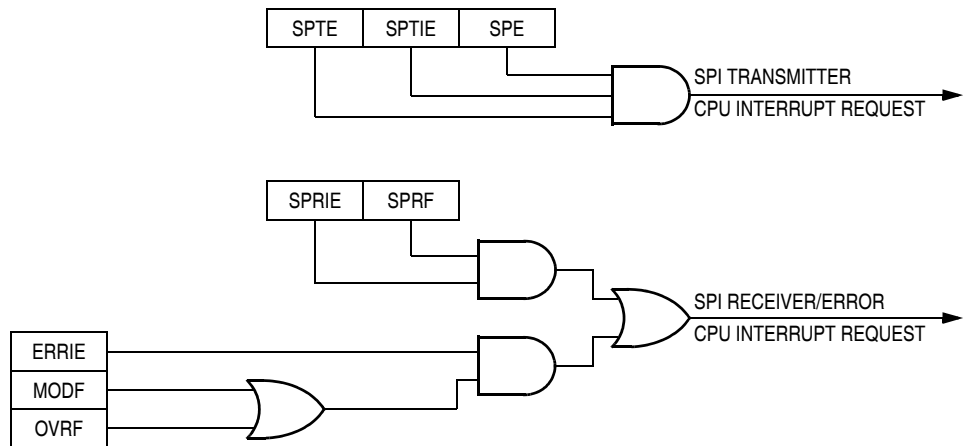 SPTE SPTIE SPE
SPI TRANSMITTER
CPU INTERRUPT REQUEST
SPRIE SPRF
SPI RECEIVER/ERROR
CPU INTERRUPT REQUEST
ERRIE
MODF
OVRF